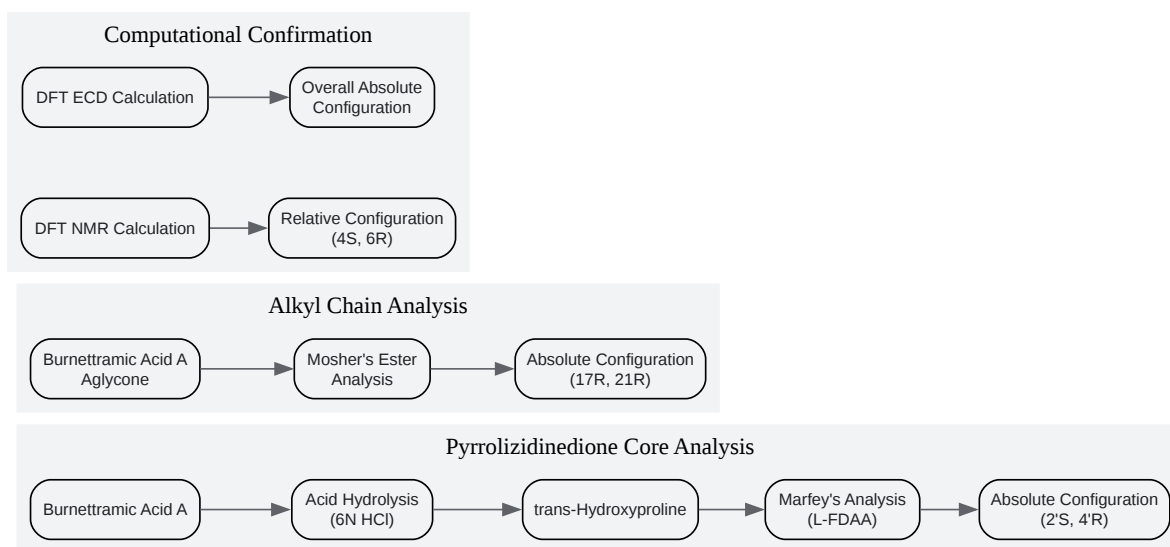 Computational Confirmation
DFT ECD Calculation
Overall Absolute
Configuration
DFT NMR Calculation
Relative Configuration
(4S, 6R)
Alkyl Chain Analysis
Burnettramic Acid A
Aglycone
Mosher's Ester
Analysis
Absolute Configuration
(17R, 21R)
Pyrrolizidinedione Core Analysis
Burnettramic Acid A
Acid Hydrolysis
(6N HCl)
trans-Hydroxyproline
Marfey's Analysis
(L-FDAA)
Absolute Configuration
(2'S, 4'R)